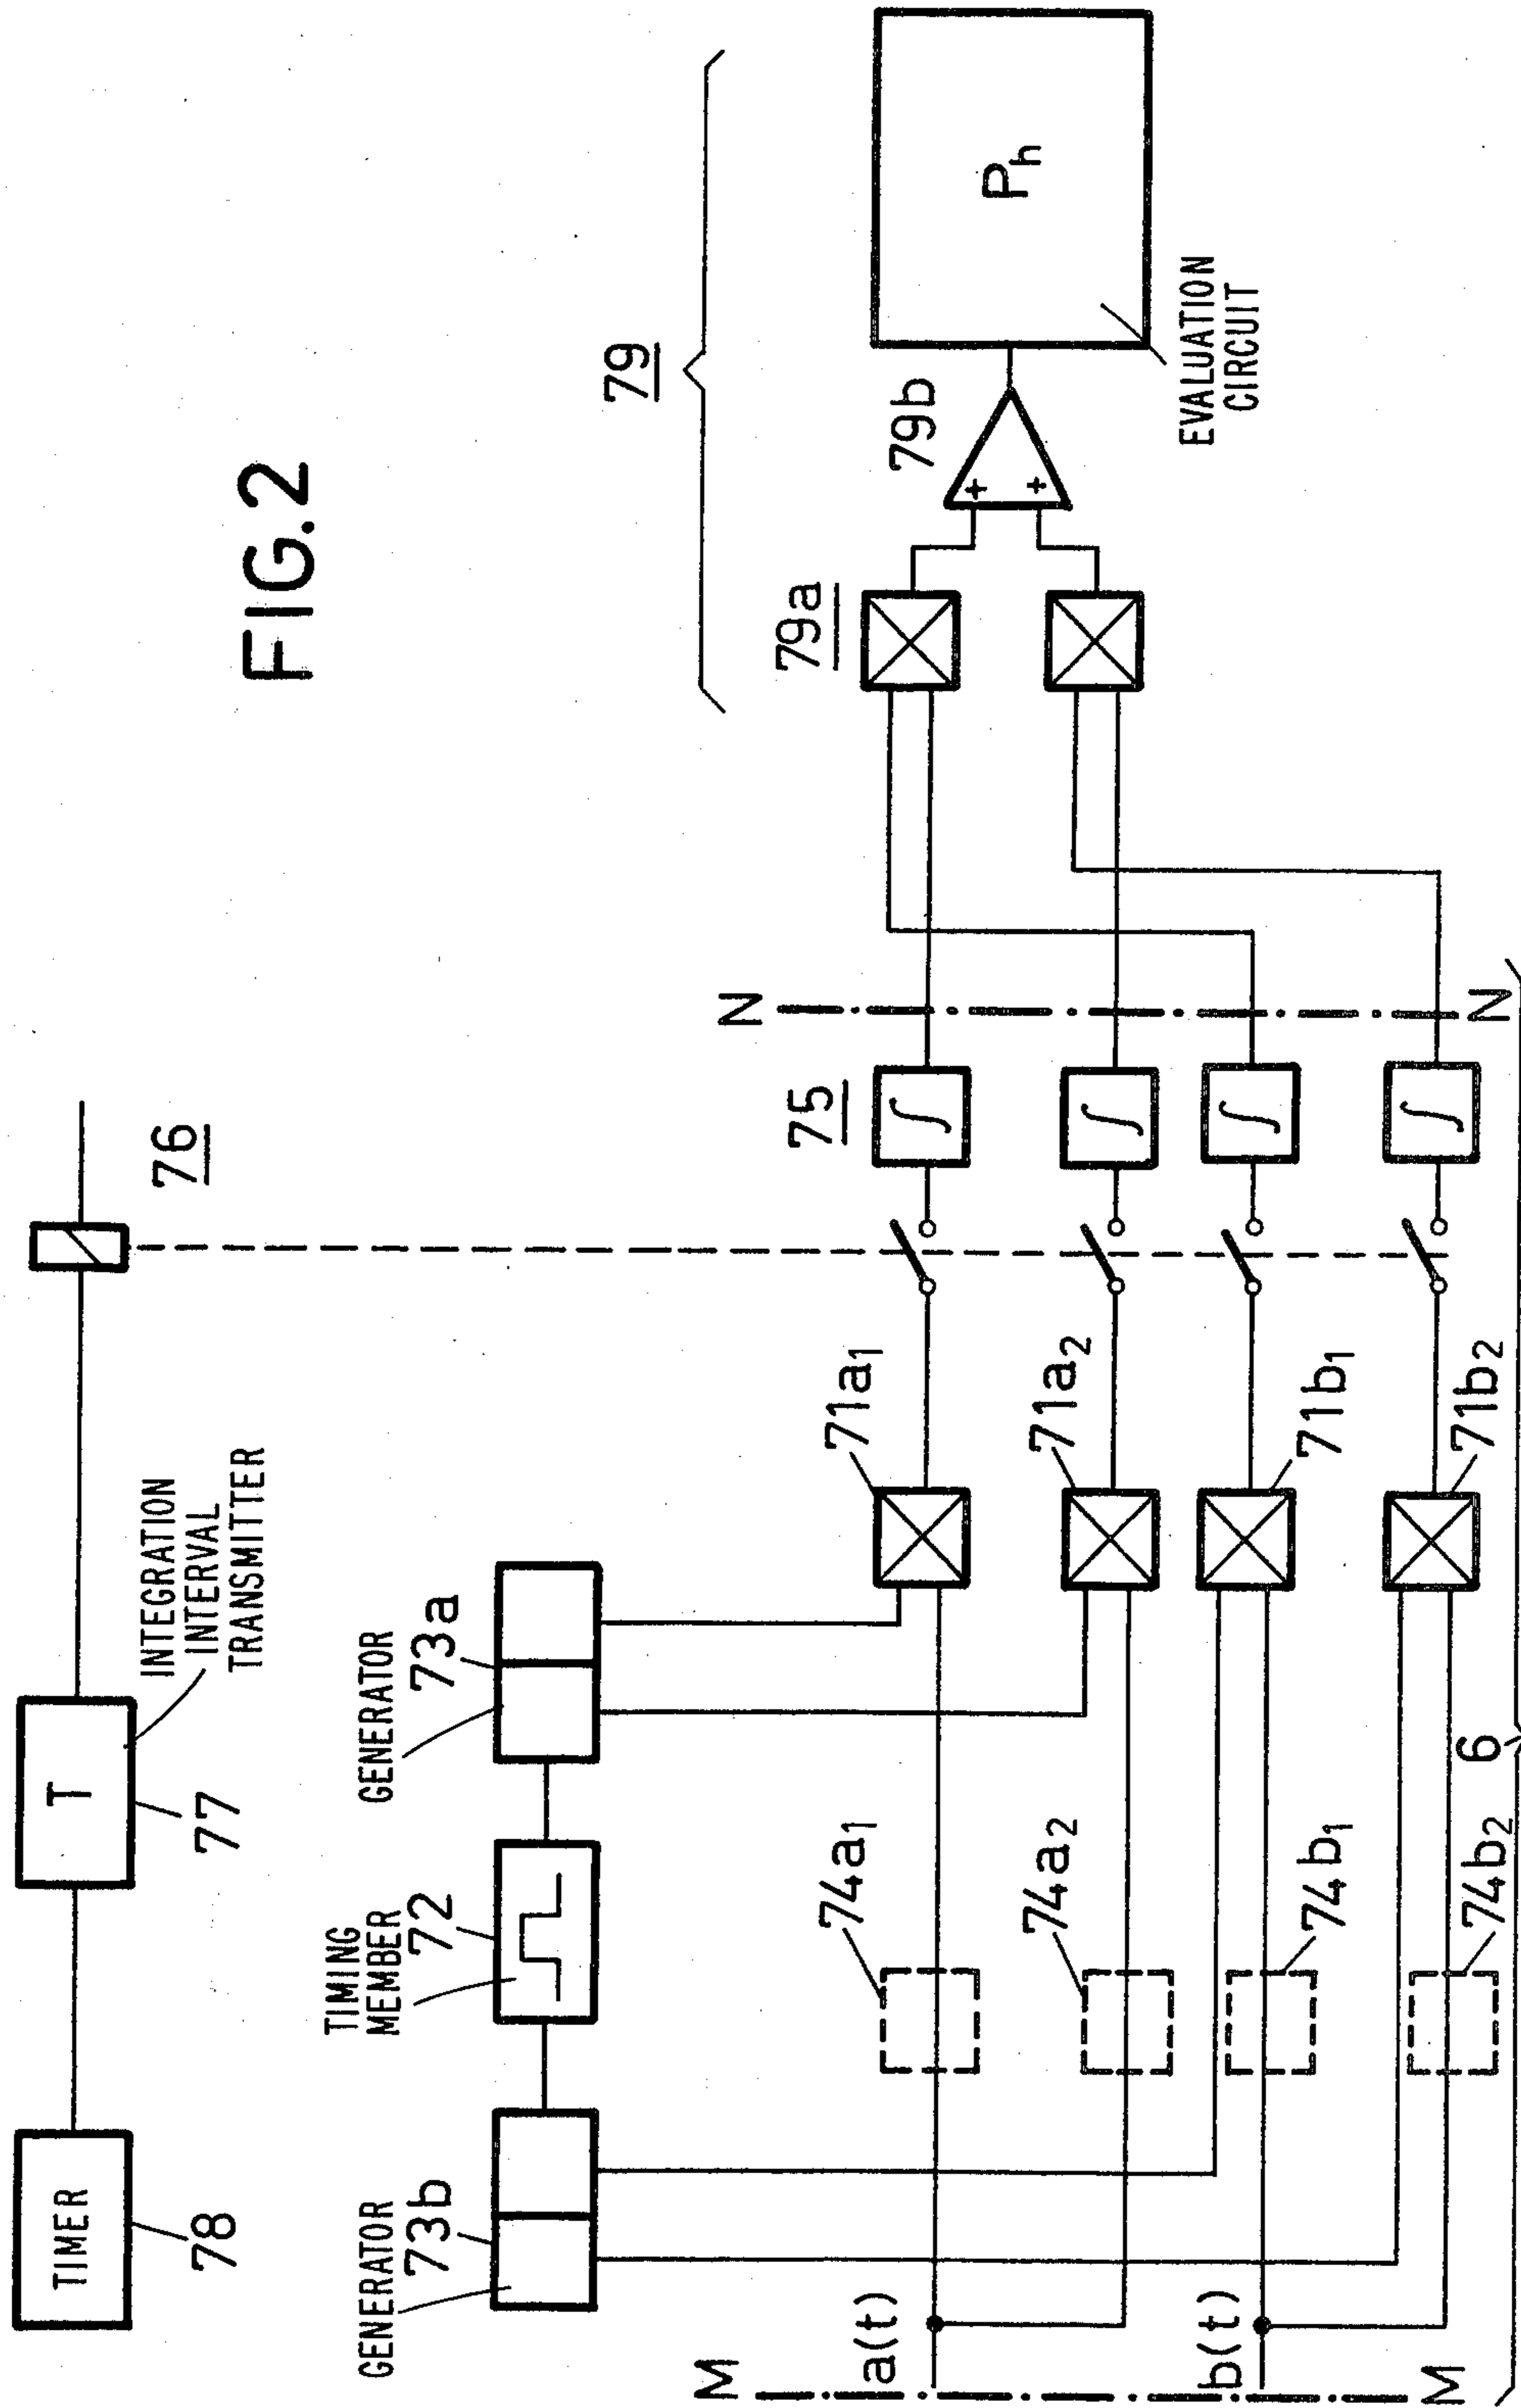 FIG.2
TIMER
78
T
77
INTEGRATION
INTERVAL
TRANSMITTER
76
GENERATOR
73b
TIMING
MEMBER
72
GENERATOR
73a
79
M
a(t)
74a1
71a1
75
N
79a
79b
Ph
EVALUATION
CIRCUIT
74a2
71a2
b(t)
74b1
71b1
74b2
71b2
M
N
6
∫
∫
∫
∫
+
+